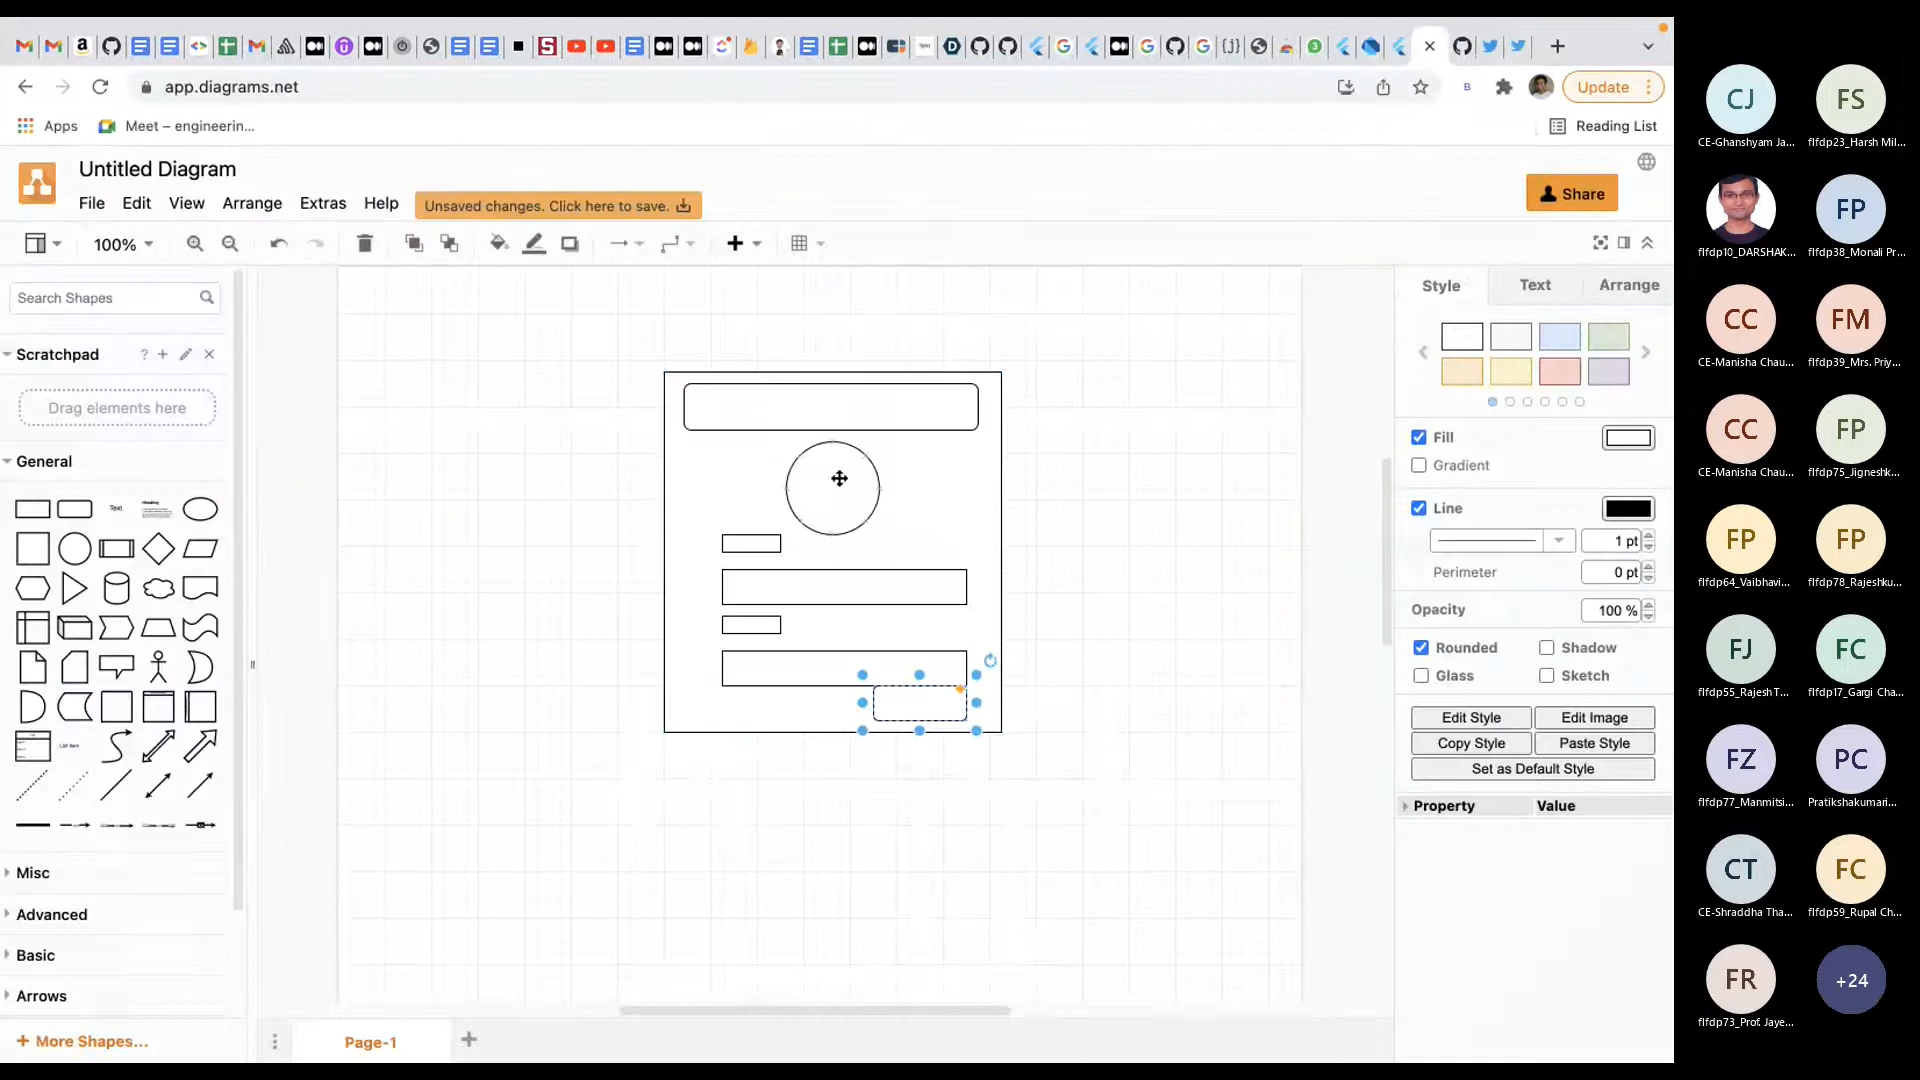 app.diagrams.net
Update
Apps
Meet – engineerin...
Reading List
Untitled Diagram
File Edit View Arrange Extras Help
Unsaved changes. Click here to save.
Share
100%
Search Shapes
Scratchpad
Drag elements here
General
Text
Heading
List Item
Misc
Advanced
Basic
Arrows
+ More Shapes...
Page-1
Style Text Arrange
Fill
Gradient
Line
1 pt
Perimeter 0 pt
Opacity 100 %
Rounded Shadow
Glass Sketch
Edit Style Edit Image
Copy Style Paste Style
Set as Default Style
Property Value
CJ FS
CE-Ghanshyam Ja... flfdp23_Harsh Mil...
FP
flfdp10_DARSHAK... flfdp38_Monali Pr...
CC FM
CE-Manisha Chau... flfdp39_Mrs. Priy...
CC FP
CE-Manisha Chau... flfdp75_Jigneshk...
FP FP
flfdp64_Vaibhavi... flfdp78_Rajeshku...
FJ FC
flfdp55_Rajesh T... flfdp17_Gargi Cha...
FZ PC
flfdp77_Manmitsi... Pratikshakumari...
CT FC
CE-Shraddha Tha... flfdp59_Rupal Ch...
FR +24
flfdp73_Prof. Jaye...